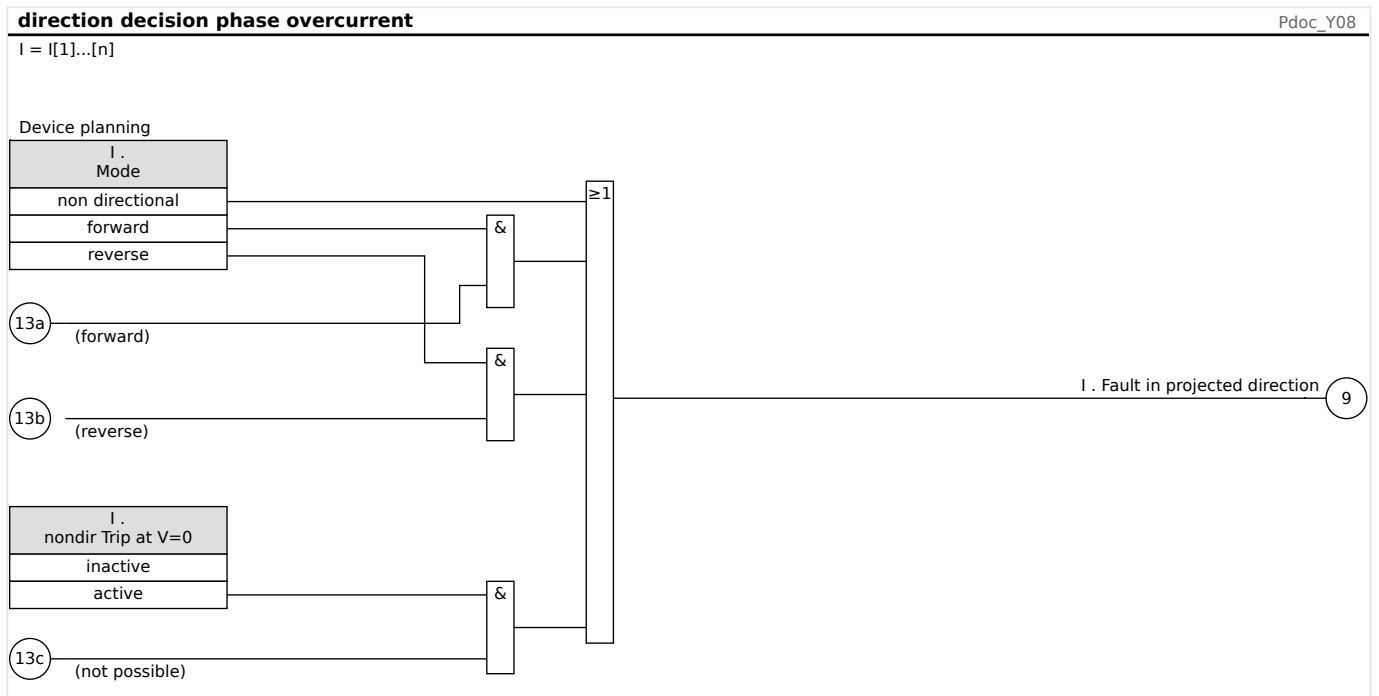 direction decision phase overcurrent
Pdoc_Y08
I = I[1]...[n]
Device planning
I .
Mode
non directional
forward
reverse
≥1
&
13a
(forward)
&
I . Fault in projected direction
9
13b
(reverse)
I .
nondir Trip at V=0
inactive
active
&
13c
(not possible)